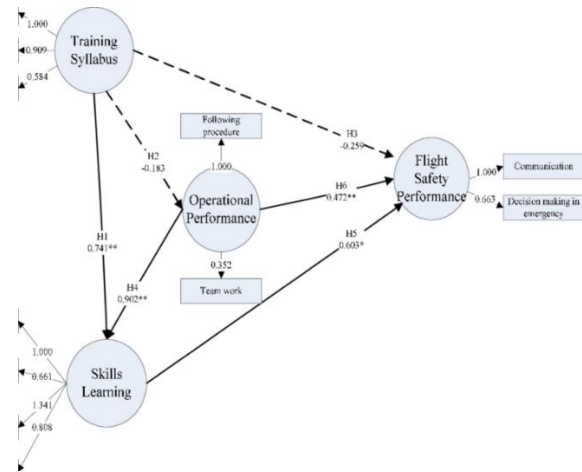 1.000
0.909
0.584
Training
Syllabus
H3
-0.259
Following
procedure
1.000
H2
-0.183
Operational
Performance
H6
0.472**
Flight
Safety
Performance
1.000
0.663
Communication
Decision making in
emergency
H1
0.741**
H4
0.902**
0.352
Team work
H5
0.603*
1.000
0.661
1.341
0.808
Skills
Learning